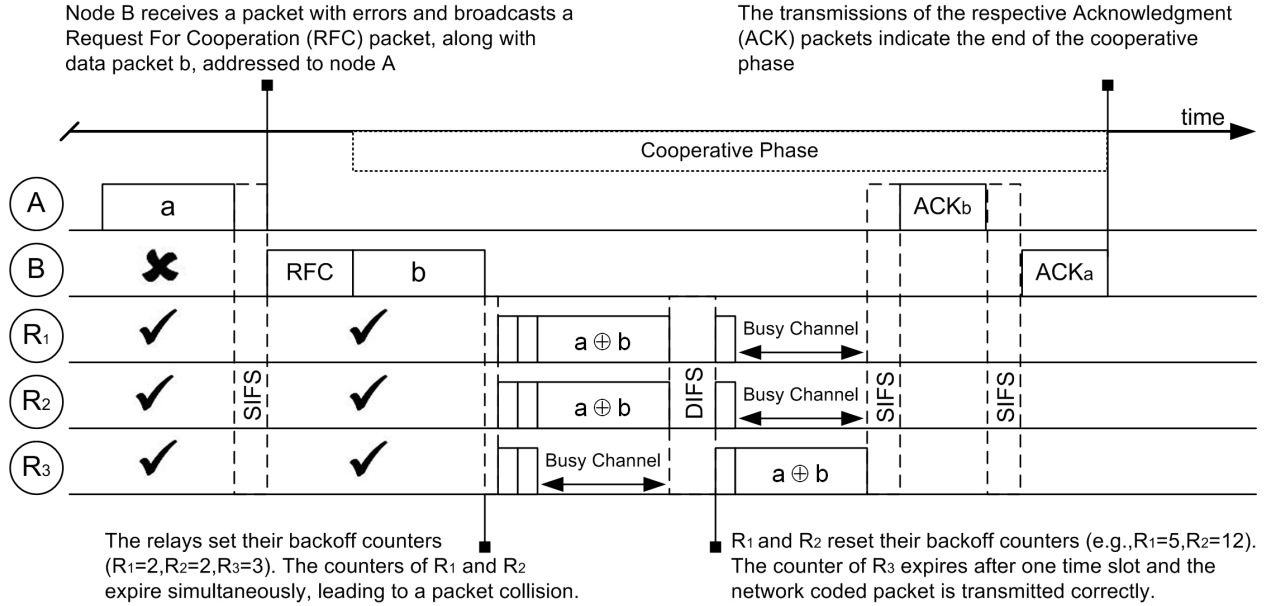 Node B receives a packet with errors and broadcasts a
Request For Cooperation (RFC) packet, along with
data packet b, addressed to node A
The transmissions of the respective Acknowledgment
(ACK) packets indicate the end of the cooperative
phase
time
Cooperative Phase
A
a
ACKb
B
RFC
b
ACKa
R1
a ⊕ b
Busy Channel
R2
a ⊕ b
Busy Channel
R3
Busy Channel
a ⊕ b
SIFS
DIFS
SIFS
SIFS
The relays set their backoff counters
(R1=2,R2=2,R3=3). The counters of R1 and R2
expire simultaneously, leading to a packet collision.
R1 and R2 reset their backoff counters (e.g.,R1=5,R2=12).
The counter of R3 expires after one time slot and the
network coded packet is transmitted correctly.